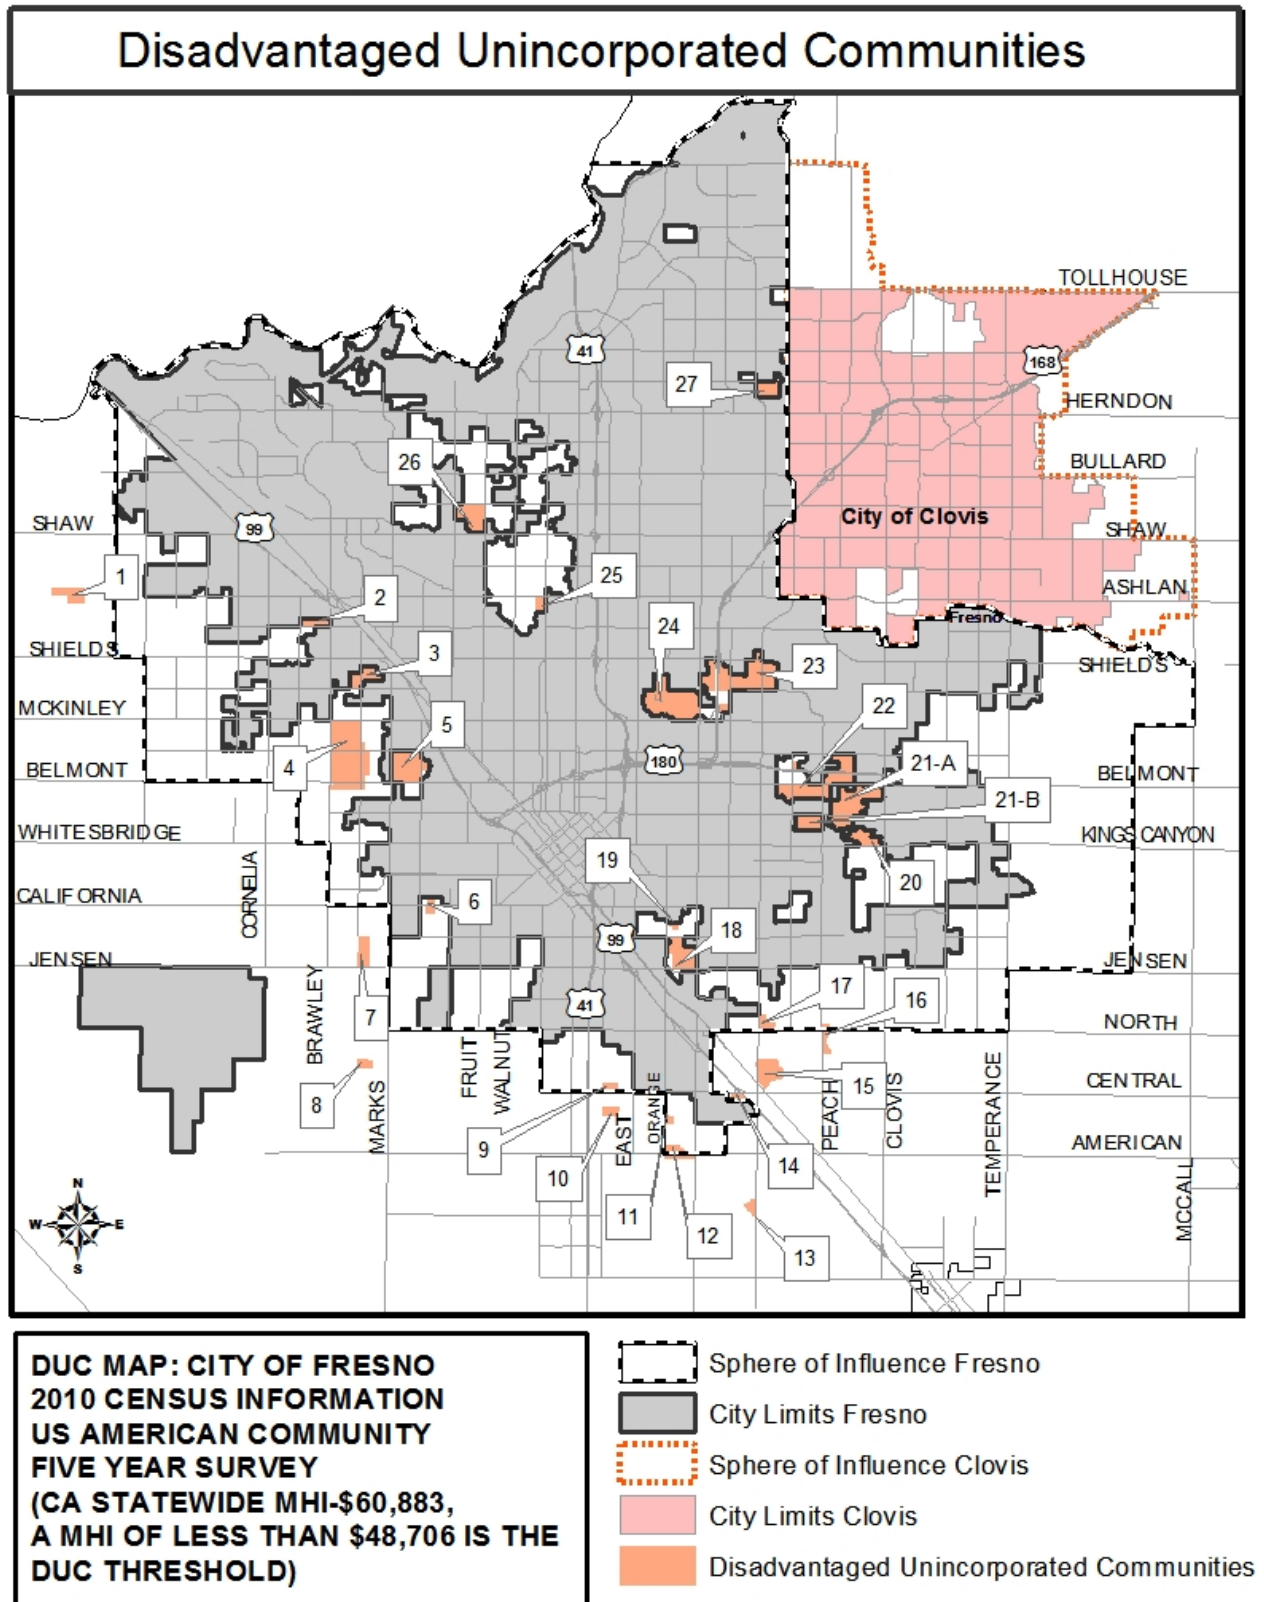 Disadvantaged Unincorporated Communities
TOLLHOUSE
41
168
27
HERNDON
26
BULLARD
City of Clovis
SHAW
99
SHAW
1
25
ASHLAN
2
24
Fresno
SHIELDS
3
23
SHIELDS
MCKINLEY
5
22
4
180
21-A
BELMONT
BELMONT
21-B
WHITESBRIDGE
KINGS CANYON
19
CORNELIA
20
CALIFORNIA
6
18
99
JENSEN
JENSEN
17
16
7
41
NORTH
BRAWLEY
FRUIT
WALNUT
8
MARKS
ORANGE
15
PEACH
CLOVIS
TEMPERANCE
CENTRAL
9
EAST
AMERICAN
10
14
MCCALL
11
12
13
N
W
E
S
DUC MAP: CITY OF FRESNO
2010 CENSUS INFORMATION
US AMERICAN COMMUNITY
FIVE YEAR SURVEY
(CA STATEWIDE MHI-$60,883,
A MHI OF LESS THAN $48,706 IS THE
DUC THRESHOLD)
Sphere of Influence Fresno
City Limits Fresno
Sphere of Influence Clovis
City Limits Clovis
Disadvantaged Unincorporated Communities